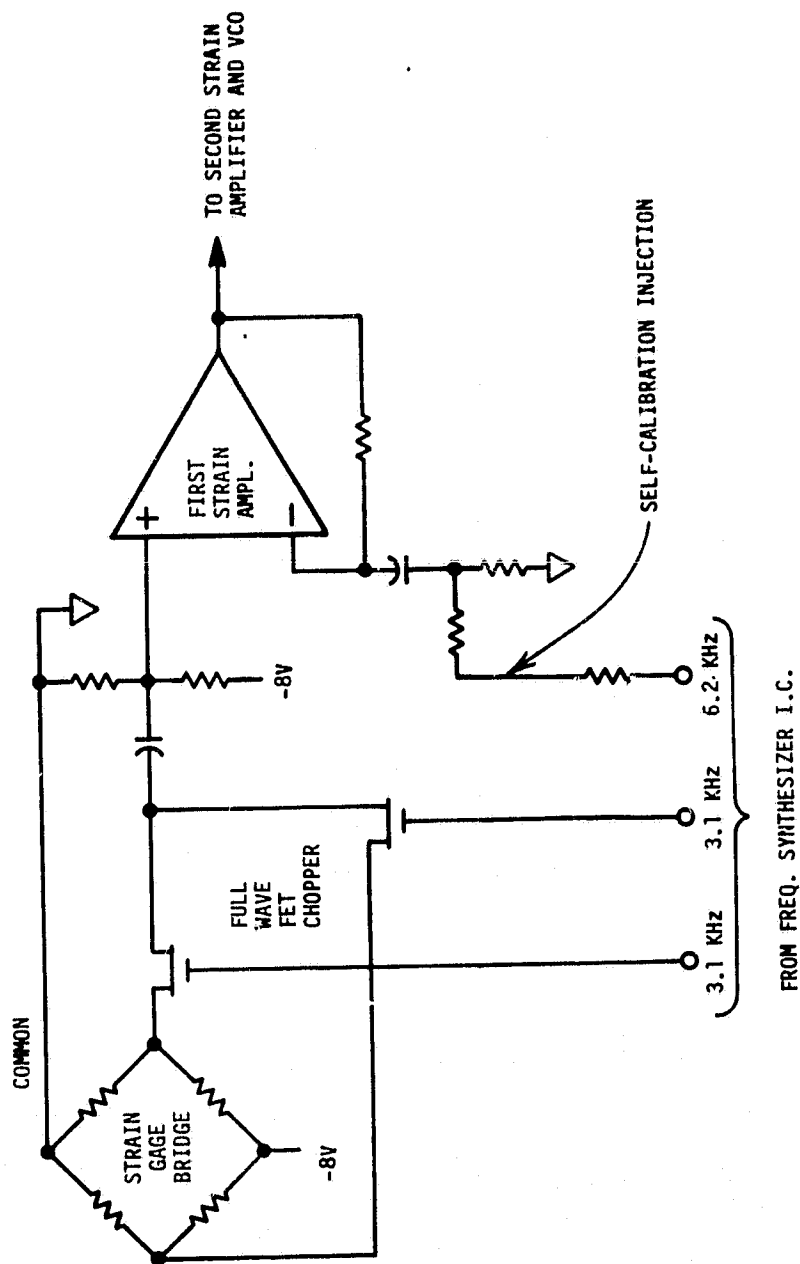 COMMON
STRAIN
GAGE
BRIDGE
-8V
FULL
WAVE
FET
CHOPPER
-8V
+
FIRST
STRAIN
AMPL.
−
TO SECOND STRAIN
AMPLIFIER AND VCO
SELF-CALIBRATION INJECTION
3.1 KHz
3.1 KHz
6.2 KHz
FROM FREQ. SYNTHESIZER I.C.